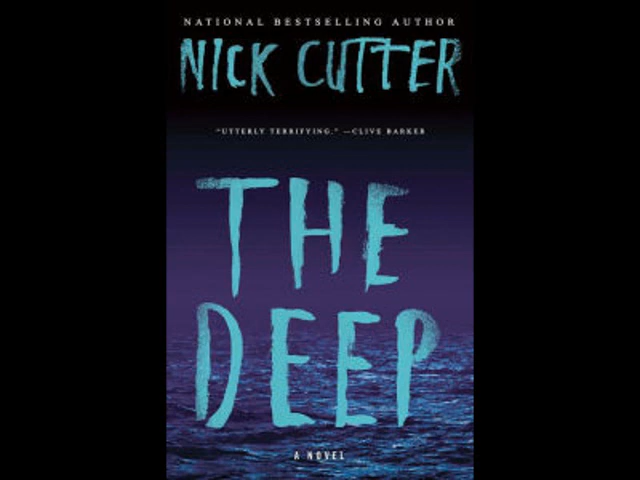 NATIONAL BESTSELLING AUTHOR
NICK CUTTER
"UTTERLY TERRIFYING." —CLIVE BARKER
THE
DEEP
A NOVEL